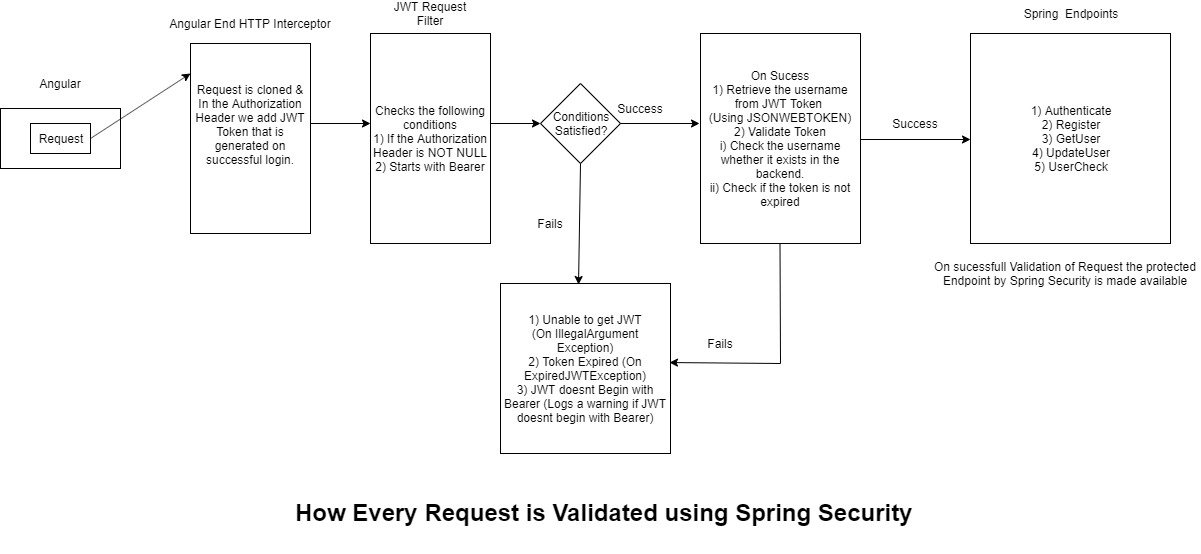 Angular
Request
Angular End HTTP Interceptor
Request is cloned &
In the Authorization
Header we add JWT
Token that is
generated on
successful login.
JWT Request
Filter
Checks the following
conditions
1) If the Authorization
Header is NOT NULL
2) Starts with Bearer
Conditions
Satisfied?
Success
Fails
On Sucess
1) Retrieve the username
from JWT Token
(Using JSONWEBTOKEN)
2) Validate Token
i) Check the username
whether it exists in the
backend.
ii) Check if the token is not
expired
Success
Fails
Spring Endpoints
1) Authenticate
2) Register
3) GetUser
4) UpdateUser
5) UserCheck
On sucessfull Validation of Request the protected
Endpoint by Spring Security is made available
1) Unable to get JWT
(On IllegalArgument
Exception)
2) Token Expired (On
ExpiredJWTException)
3) JWT doesnt Begin with
Bearer (Logs a warning if JWT
doesnt begin with Bearer)
How Every Request is Validated using Spring Security